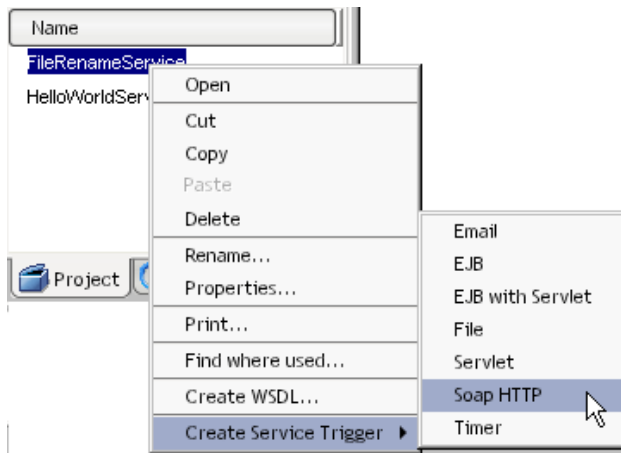 Name
FileRenameService
HelloWorldServ
Open
Cut
Copy
Paste
Delete
Rename...
Properties...
Print...
Find where used...
Create WSDL...
Create Service Trigger
Project
Email
EJB
EJB with Servlet
File
Servlet
Soap HTTP
Timer